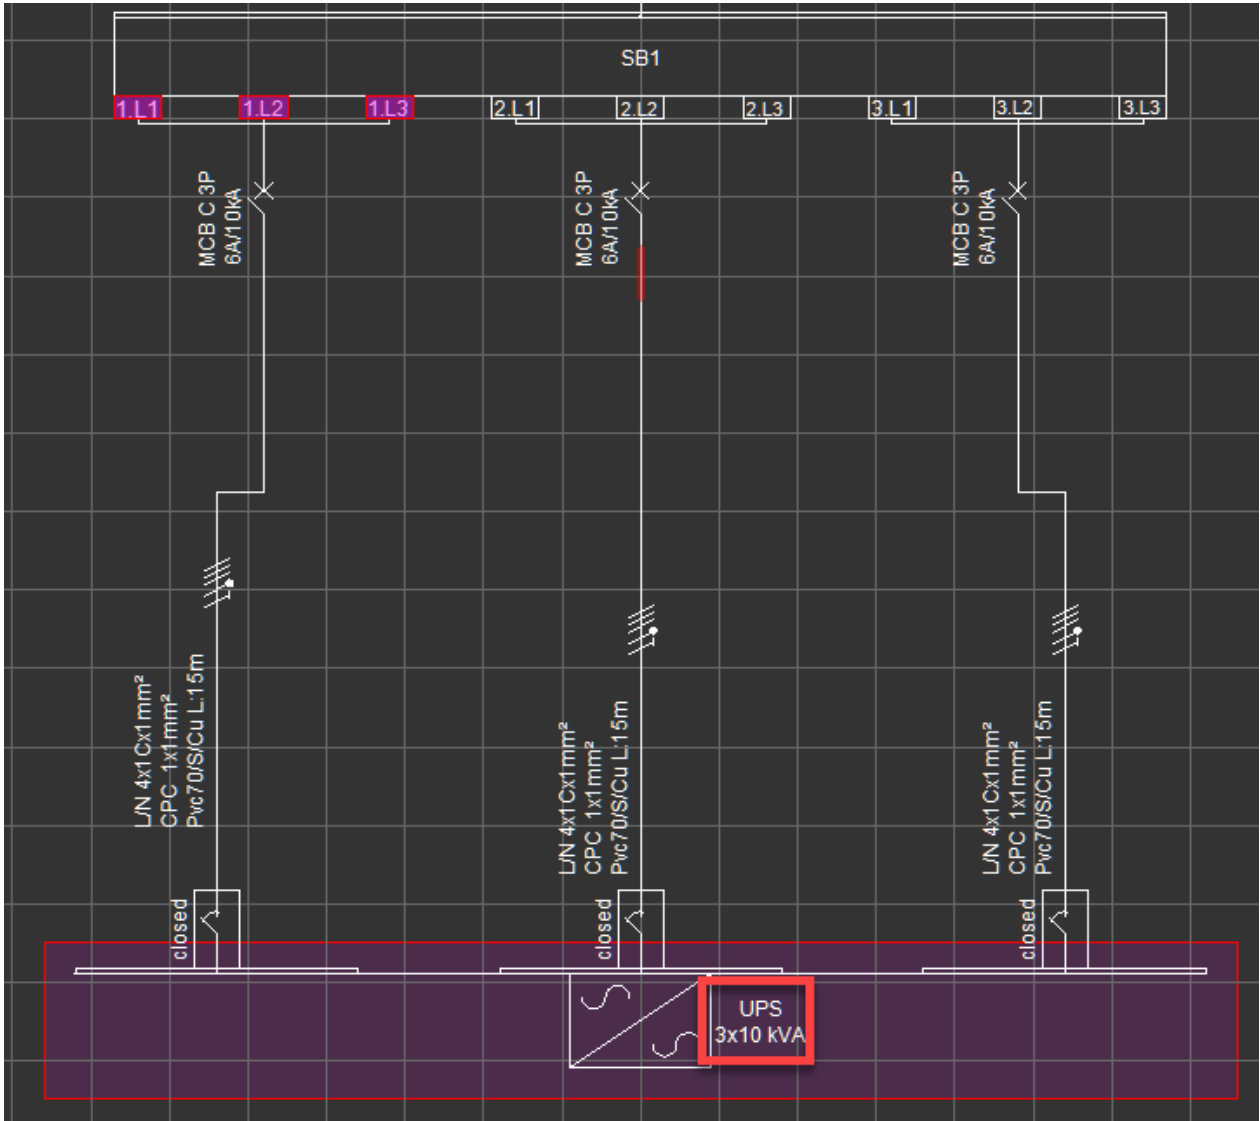 SB1
1.L1 1.L2 1.L3 2.L1 2.L2 2.L3 3.L1 3.L2 3.L3
MCB C 3P
6A/10kA
MCB C 3P
6A/10kA
MCB C 3P
6A/10kA
L/N 4x1Cx1mm²
CPC 1x1mm²
Pvc70/S/Cu L:15m
L/N 4x1Cx1mm²
CPC 1x1mm²
Pvc70/S/Cu L:15m
L/N 4x1Cx1mm²
CPC 1x1mm²
Pvc70/S/Cu L:15m
closed
closed
closed
UPS
3x10 kVA